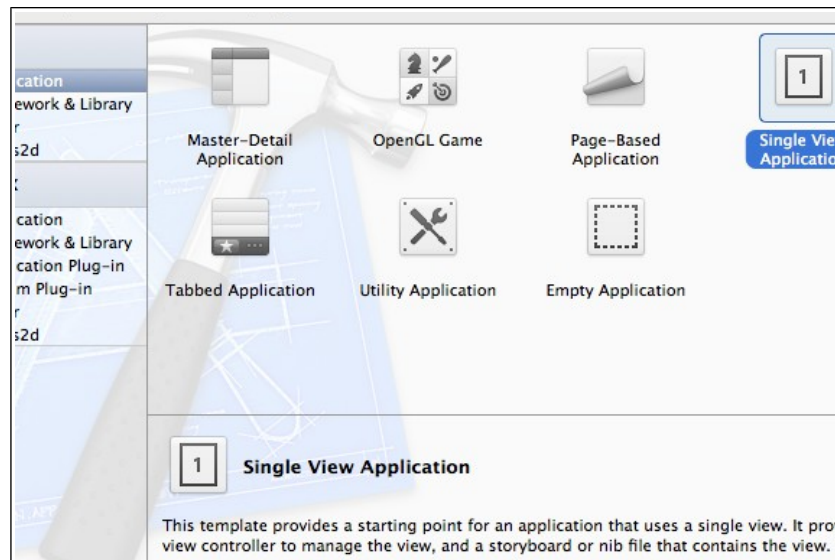 cation
ework & Library
r
s2d
X
cation
ework & Library
cation Plug-in
m Plug-in
r
s2d
Master-Detail
Application
OpenGL Game
Page-Based
Application
1
Single Vie
Applicatio
Tabbed Application
Utility Application
Empty Application
1
Single View Application
This template provides a starting point for an application that uses a single view. It pro
view controller to manage the view, and a storyboard or nib file that contains the view.